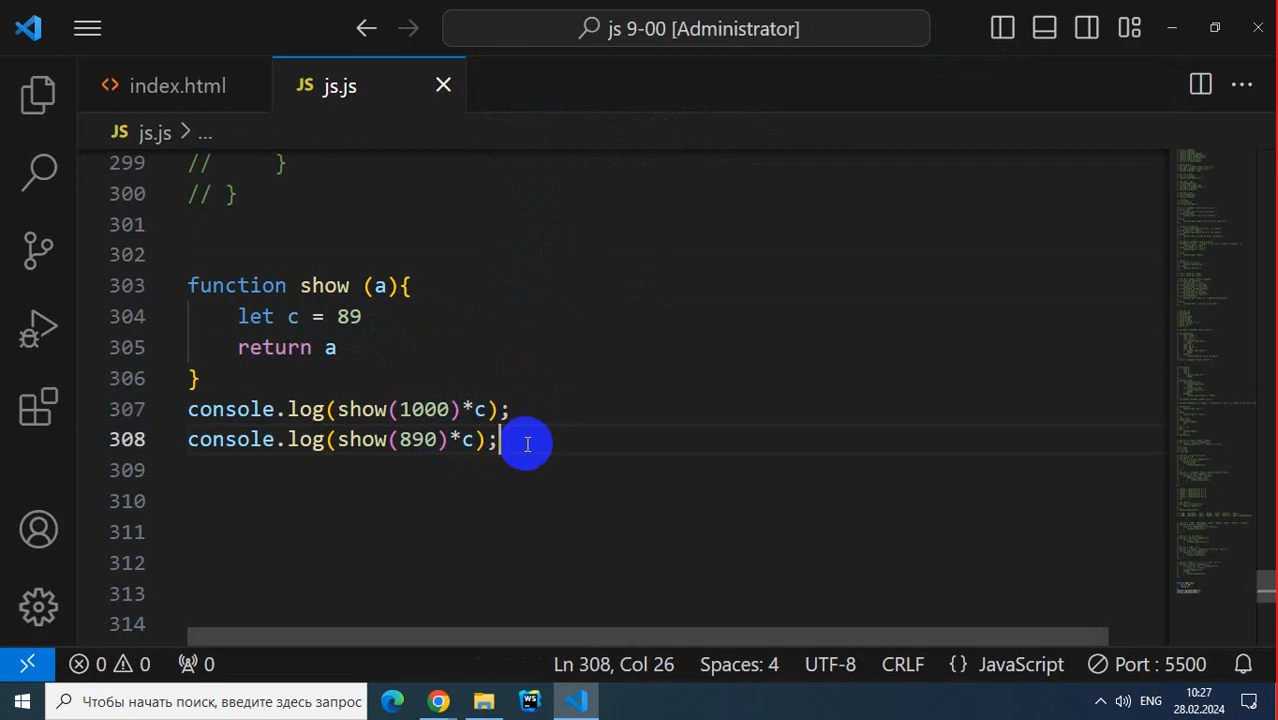 js 9-00 [Administrator]
index.html
JS js.js
JS js.js > ...
299 // }
300 // }
301
302
303 function show (a){
304 let c = 89
305 return a
306 }
307 console.log(show(1000)*c);
308 console.log(show(890)*c);
309
310
311
312
313
314
0 0 0 Ln 308, Col 26 Spaces: 4 UTF-8 CRLF {} JavaScript Port : 5500
Чтобы начать поиск, введите здесь запрос
WS
ENG
10:27
28.02.2024